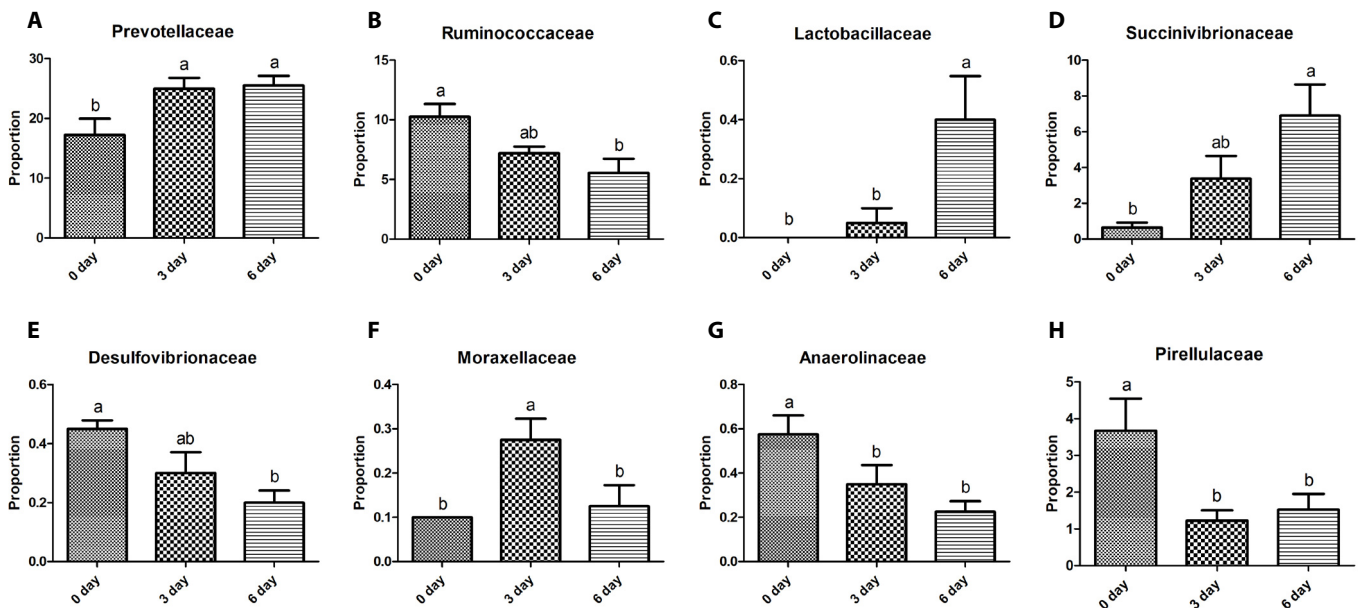 A
Prevotellaceae
Proportion
30
20
10
0
b
a
a
0 day
3 day
6 day
B
Ruminococcaceae
Proportion
15
10
5
0
a
ab
b
0 day
3 day
6 day
C
Lactobacillaceae
Proportion
0.6
0.4
0.2
0.0
b
b
a
0 day
3 day
6 day
D
Succinivibrionaceae
Proportion
10
8
6
4
2
0
b
ab
a
0 day
3 day
6 day
E
Desulfovibrionaceae
Proportion
0.6
0.4
0.2
0.0
a
ab
b
0 day
3 day
6 day
F
Moraxellaceae
Proportion
0.4
0.3
0.2
0.1
0.0
b
a
b
0 day
3 day
6 day
G
Anaerolinaceae
Proportion
0.8
0.6
0.4
0.2
0.0
a
b
b
0 day
3 day
6 day
H
Pirellulaceae
Proportion
5
4
3
2
1
0
a
b
b
0 day
3 day
6 day